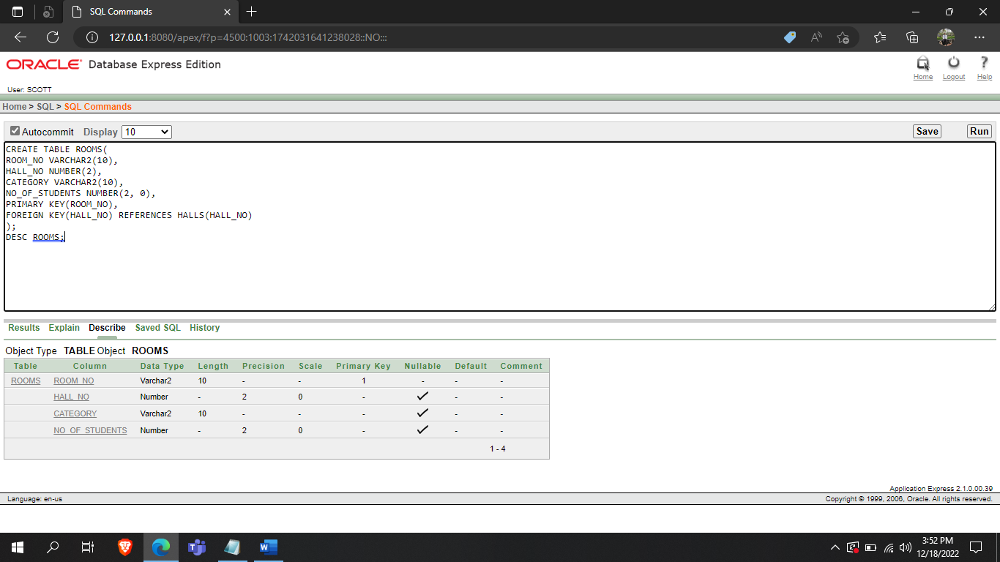 SQL Commands
127.0.0.1:8080/apex/f?p=4500:1003:1742031641238028::NO:::
ORACLE Database Express Edition
Home Logout Help
User: SCOTT
Home > SQL > SQL Commands
Autocommit Display 10 Save Run
CREATE TABLE ROOMS(
ROOM_NO VARCHAR2(10),
HALL_NO NUMBER(2),
CATEGORY VARCHAR2(10),
NO_OF_STUDENTS NUMBER(2, 0),
PRIMARY KEY(ROOM_NO),
FOREIGN KEY(HALL_NO) REFERENCES HALLS(HALL_NO)
);
DESC ROOMS;
Results Explain Describe Saved SQL History
Object Type TABLE Object ROOMS
Table Column Data Type Length Precision Scale Primary Key Nullable Default Comment
ROOMS ROOM_NO Varchar2 10 - - 1 - - -
HALL_NO Number - 2 0 - ✓ - -
CATEGORY Varchar2 10 - - - ✓ - -
NO_OF_STUDENTS Number - 2 0 - ✓ - -
1 - 4
Application Express 2.1.0.00.39
Language: en-us Copyright © 1999, 2006, Oracle. All rights reserved.
3:52 PM
12/18/2022